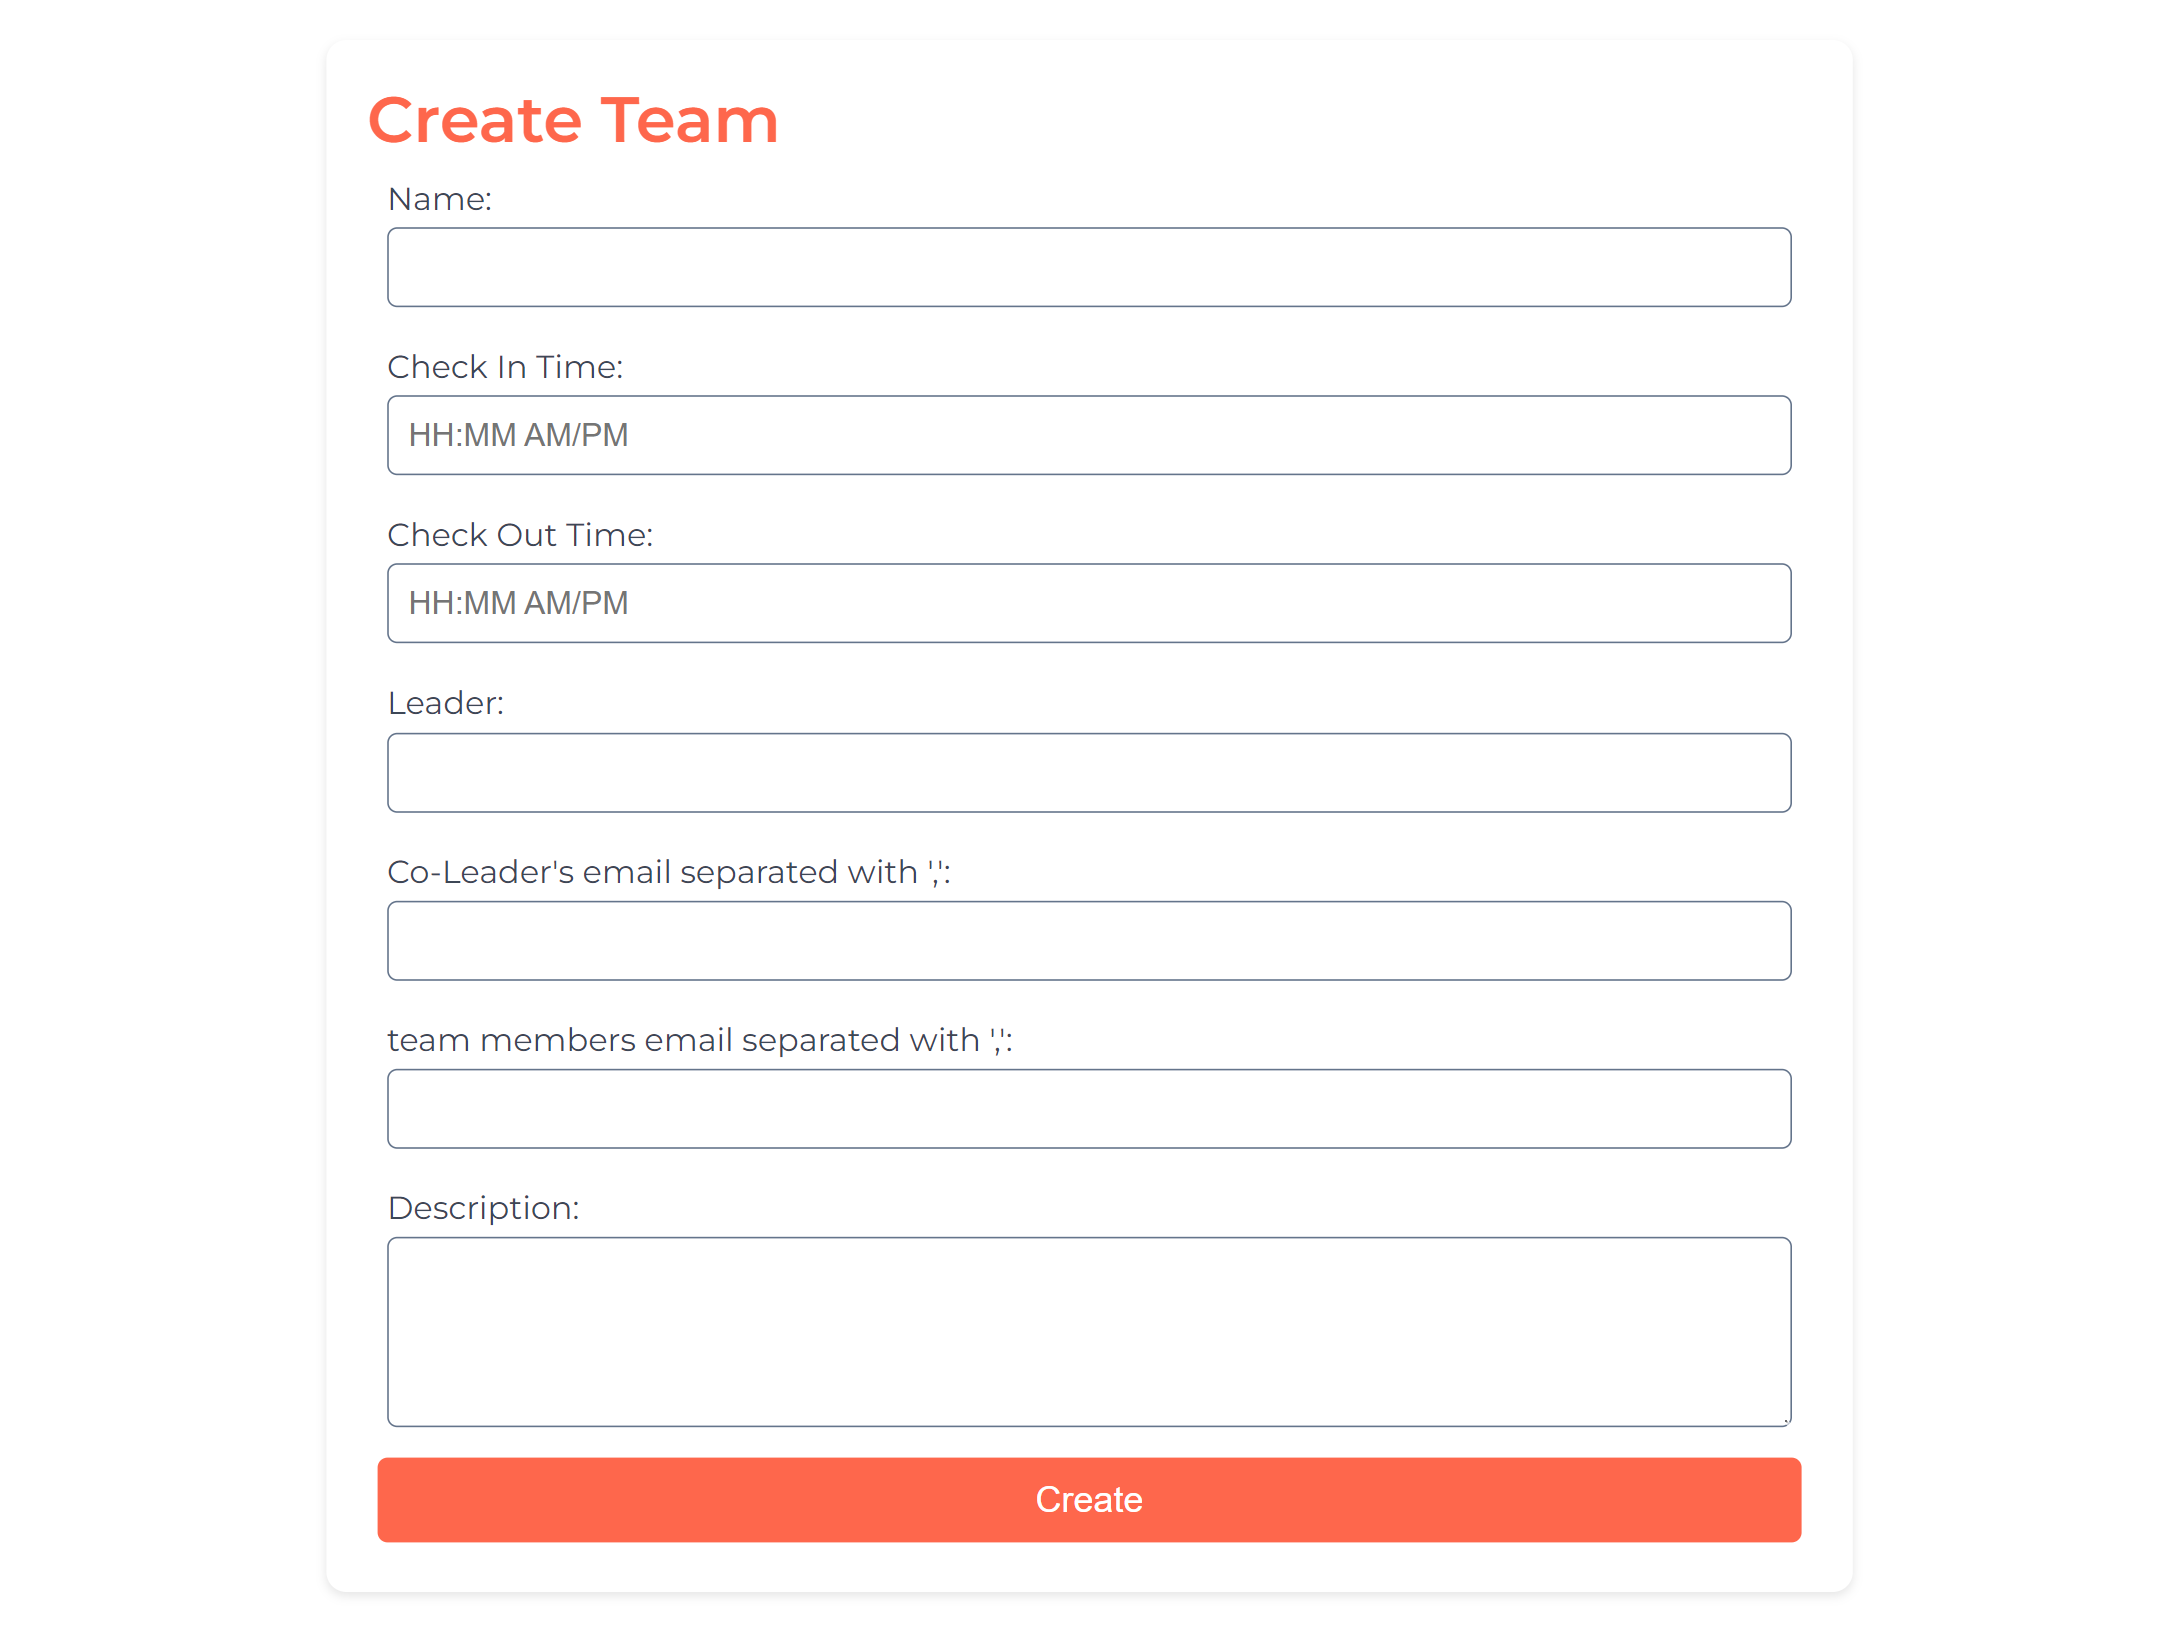 Create Team
Name:
Check In Time:
HH:MM AM/PM
Check Out Time:
HH:MM AM/PM
Leader:
Co-Leader's email separated with ',':
team members email separated with ',':
Description:
Create